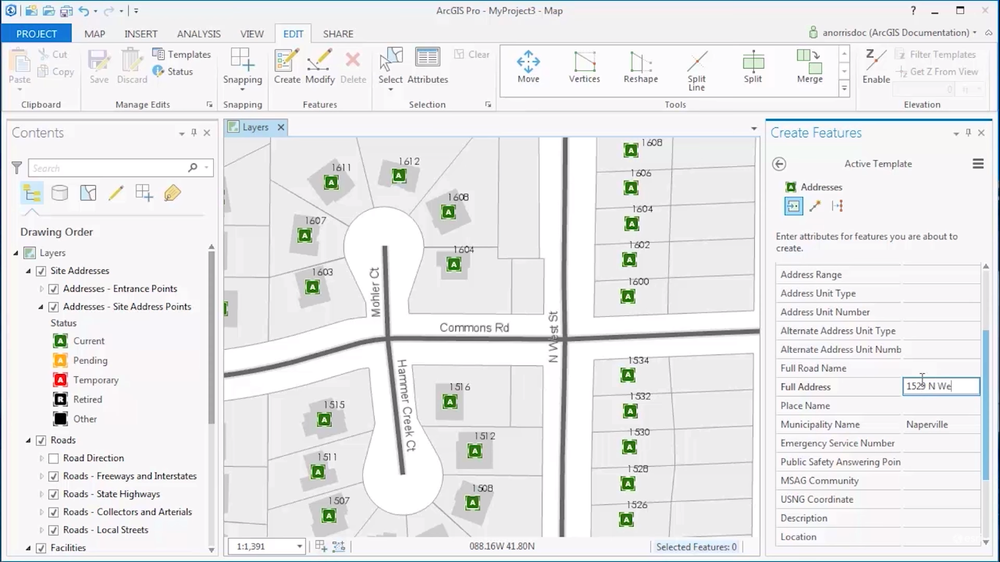 ArcGIS Pro - MyProject3 - Map
?
PROJECT MAP INSERT ANALYSIS VIEW EDIT SHARE
anorrisdoc (ArcGIS Documentation)
Paste
Cut
Copy
Clipboard
Save
Discard
Templates
Status
Manage Edits
Snapping
Snapping
Create
Modify
Delete
Features
Select
Attributes
Clear
Selection
Move
Vertices
Reshape
Split Line
Split
Merge
Tools
Enable
Filter Templates
Get Z From View
0
Elevation
Contents
Search
Drawing Order
Layers
Site Addresses
Addresses - Entrance Points
Addresses - Site Address Points
Status
Current
Pending
Temporary
Retired
Other
Roads
Road Direction
Roads - Freeways and Interstates
Roads - State Highways
Roads - Collectors and Arterials
Roads - Local Streets
Facilities
Layers
1608
1612
1611
1606
1608
1604
1607
1602
1604
1603
1600
Mohler Ct
Commons Rd
N West St
Hammer Creek Ct
1534
1516
1532
1515
1530
1512
1511
1528
1508
1507
1526
1:1,391
088.16W 41.80N
Selected Features: 0
Create Features
Active Template
Addresses
Enter attributes for features you are about to
create.
Address Range
Address Unit Type
Address Unit Number
Alternate Address Unit Type
Alternate Address Unit Numb
Full Road Name
Full Address 1529 N We
Place Name
Municipality Name Naperville
Emergency Service Number
Public Safety Answering Poin
MSAG Community
USNG Coordinate
Description
Location